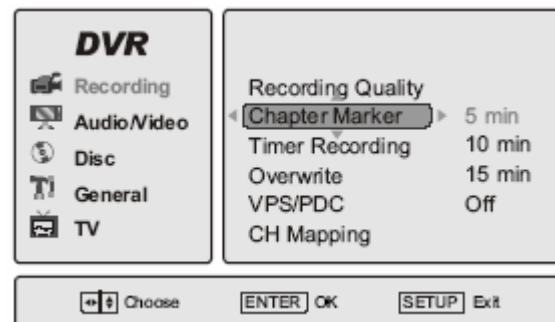 DVR
Recording
Audio/Video
Disc
General
TV
Recording Quality
Chapter Marker 5 min
Timer Recording 10 min
Overwrite 15 min
VPS/PDC Off
CH Mapping
Choose ENTER OK SETUP Exit